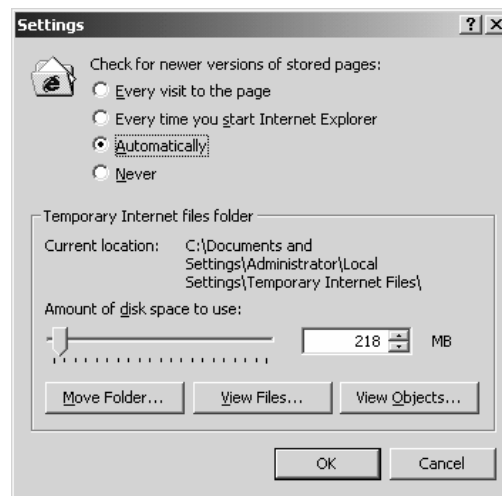 Settings
Check for newer versions of stored pages:
Every visit to the page
Every time you start Internet Explorer
Automatically
Never
Temporary Internet files folder
Current location: C:\Documents and
Settings\Administrator\Local
Settings\Temporary Internet Files\
Amount of disk space to use:
218 MB
Move Folder... View Files... View Objects...
OK Cancel